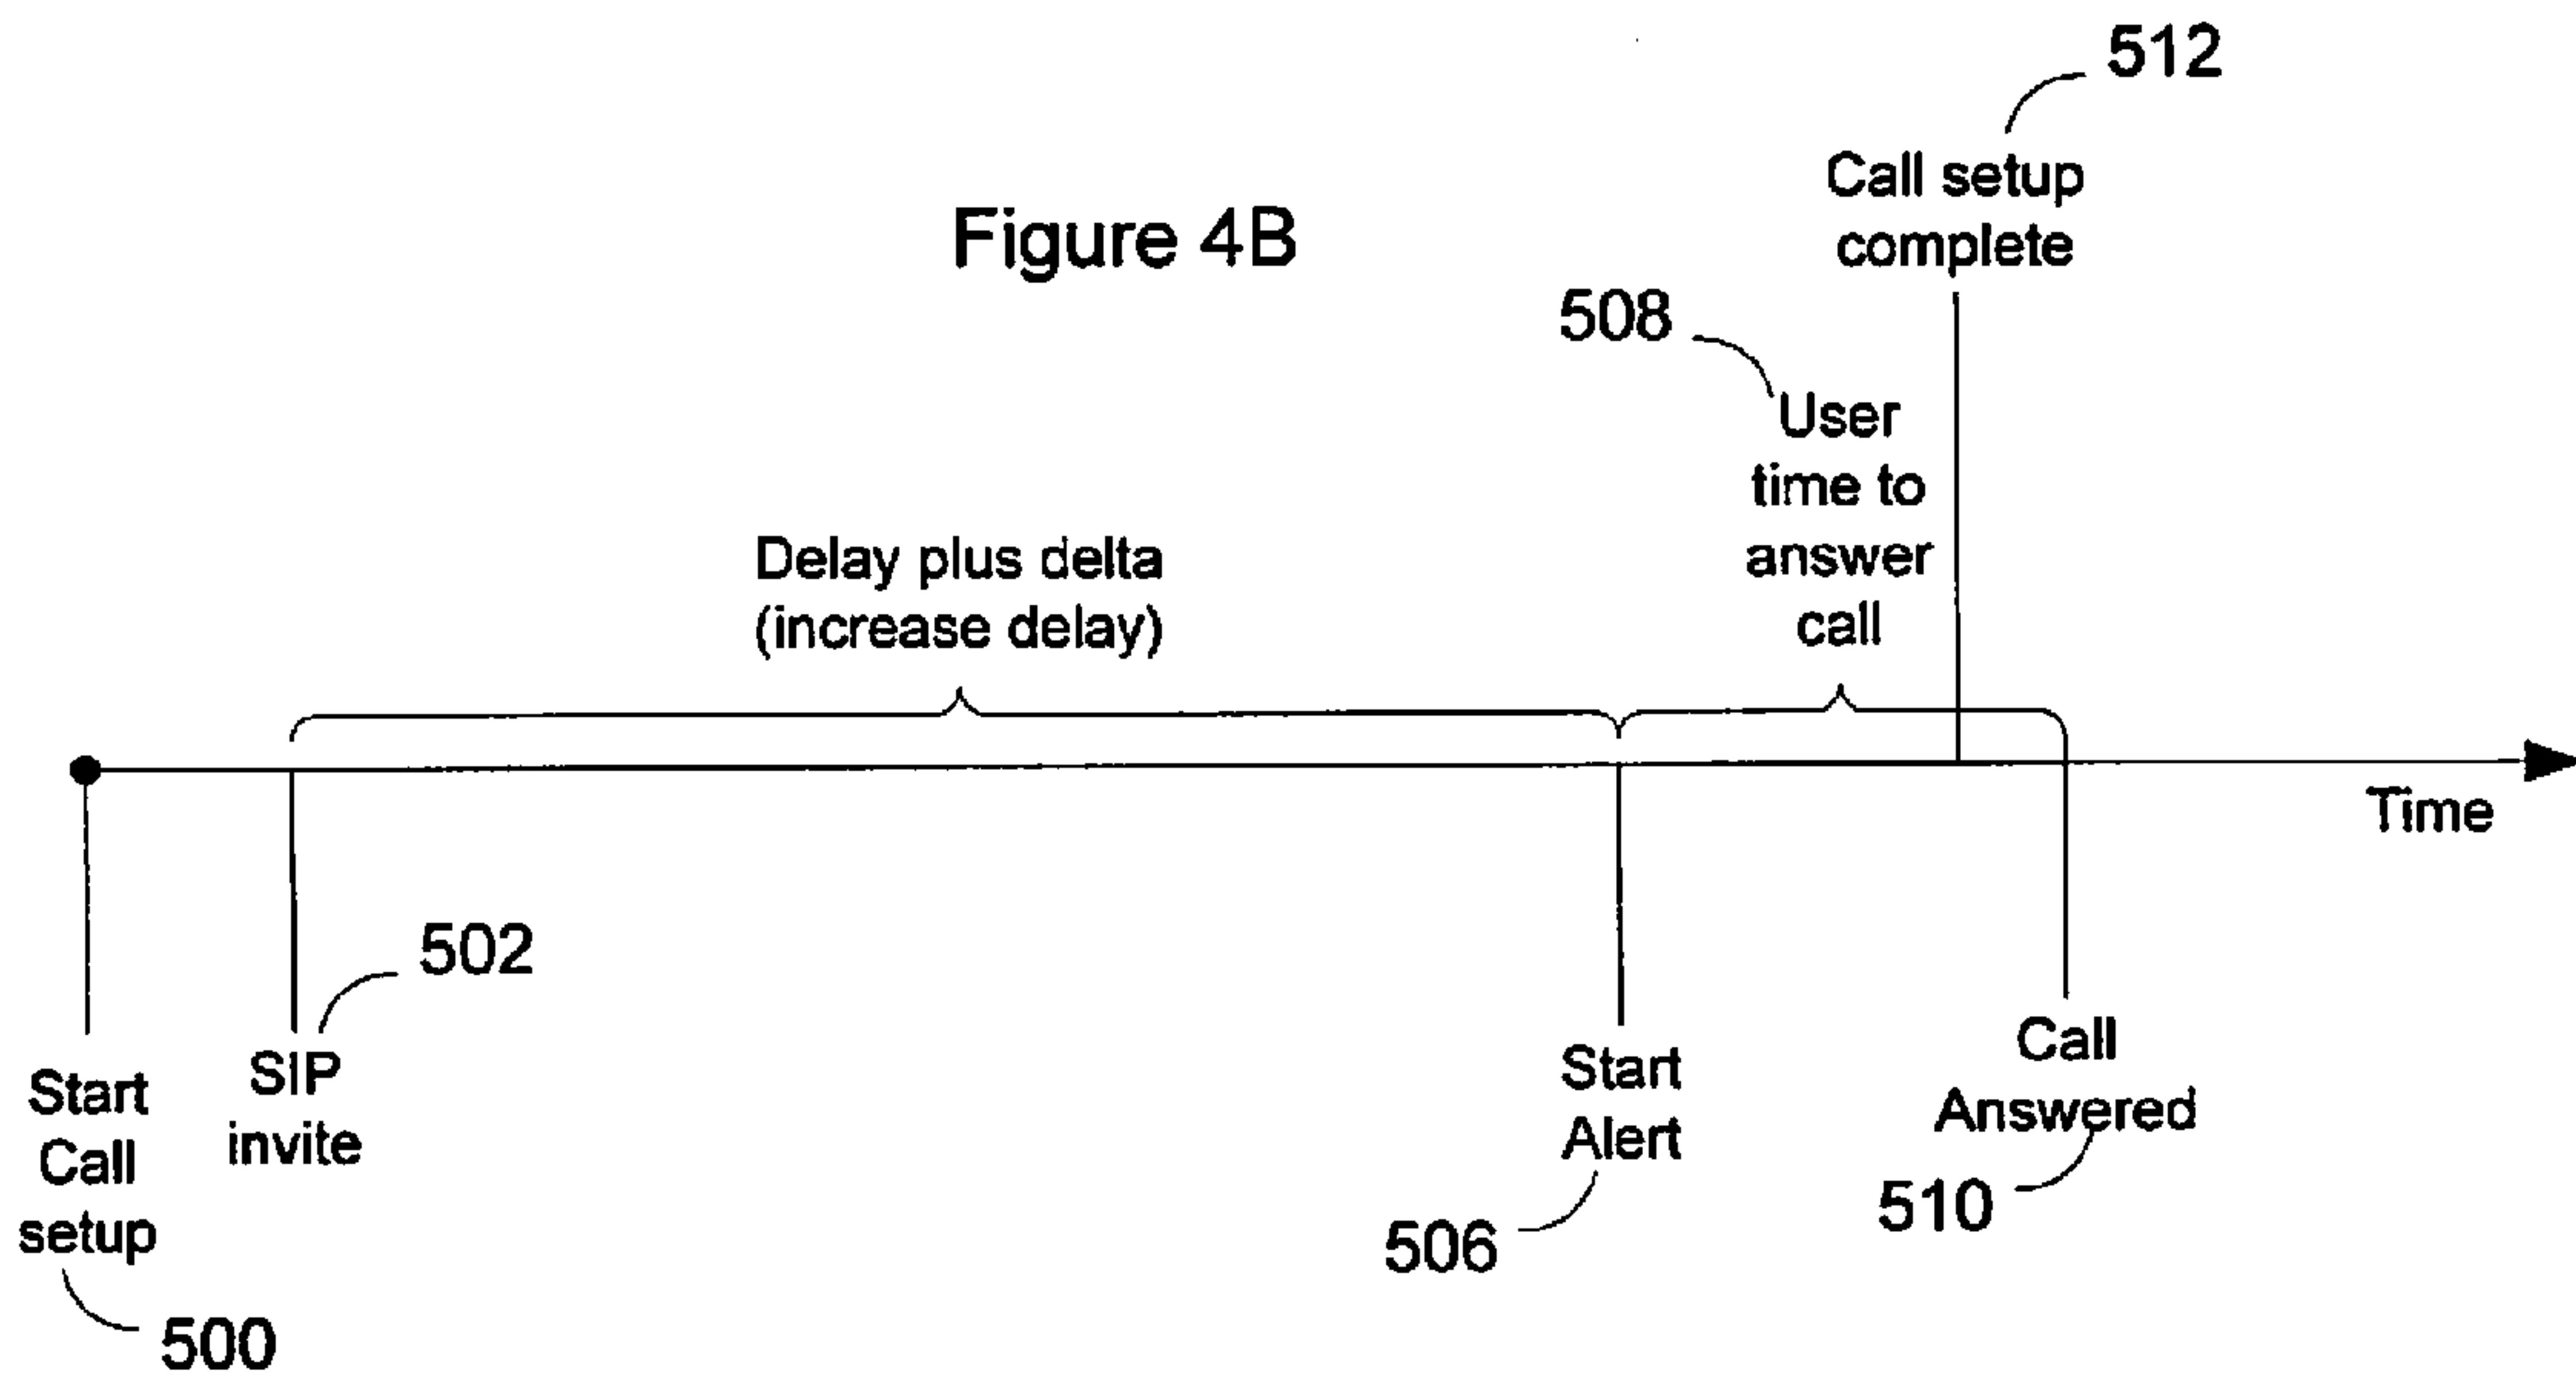 512
Call setup
complete
Figure 4B
508
User
time to
answer
call
Delay plus delta
(increase delay)
Time
502
SIP
invite
Start
Call
setup
500
Start
Alert
506
Call
Answered
510